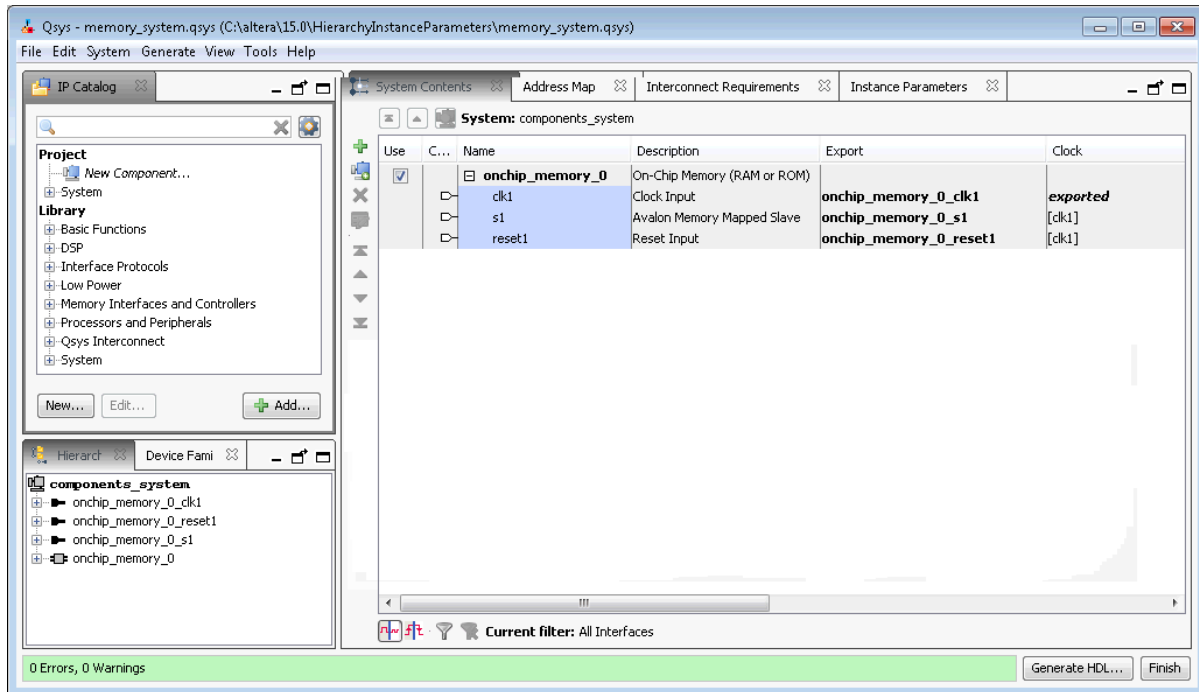 Qsys - memory_system.qsys (C:\altera\15.0\HierarchyInstanceParameters\memory_system.qsys)
File Edit System Generate View Tools Help
IP Catalog
Project
New Component...
System
Library
Basic Functions
DSP
Interface Protocols
Low Power
Memory Interfaces and Controllers
Processors and Peripherals
Qsys Interconnect
System
New... Edit... Add...
Hierarch Device Fami
components_system
onchip_memory_0_clk1
onchip_memory_0_reset1
onchip_memory_0_s1
onchip_memory_0
System Contents Address Map Interconnect Requirements Instance Parameters
System: components_system
Use C... Name Description Export Clock
onchip_memory_0 On-Chip Memory (RAM or ROM)
clk1 Clock Input onchip_memory_0_clk1 exported
s1 Avalon Memory Mapped Slave onchip_memory_0_s1 [clk1]
reset1 Reset Input onchip_memory_0_reset1 [clk1]
Current filter: All Interfaces
0 Errors, 0 Warnings
Generate HDL... Finish